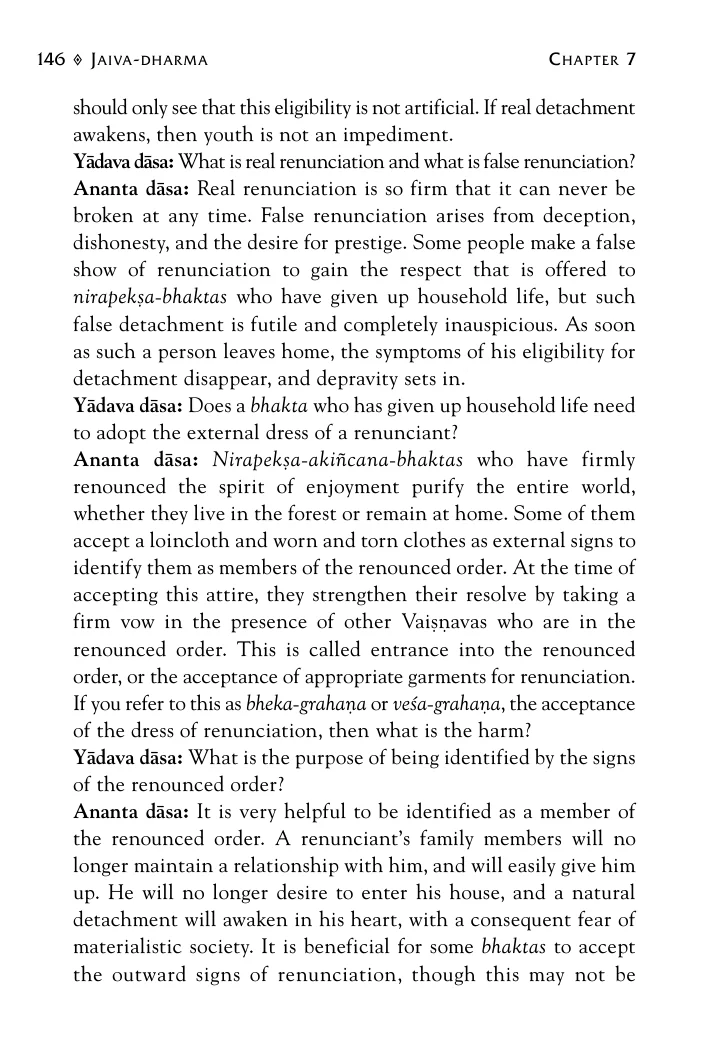 146 ◈ Jaiva-dharma Chapter 7
should only see that this eligibility is not artificial. If real detachment
awakens, then youth is not an impediment.
Yādava dāsa: What is real renunciation and what is false renunciation?
Ananta dāsa: Real renunciation is so firm that it can never be
broken at any time. False renunciation arises from deception,
dishonesty, and the desire for prestige. Some people make a false
show of renunciation to gain the respect that is offered to
nirapekṣa-bhaktas who have given up household life, but such
false detachment is futile and completely inauspicious. As soon
as such a person leaves home, the symptoms of his eligibility for
detachment disappear, and depravity sets in.
Yādava dāsa: Does a bhakta who has given up household life need
to adopt the external dress of a renunciant?
Ananta dāsa: Nirapekṣa-akiñcana-bhaktas who have firmly
renounced the spirit of enjoyment purify the entire world,
whether they live in the forest or remain at home. Some of them
accept a loincloth and worn and torn clothes as external signs to
identify them as members of the renounced order. At the time of
accepting this attire, they strengthen their resolve by taking a
firm vow in the presence of other Vaiṣṇavas who are in the
renounced order. This is called entrance into the renounced
order, or the acceptance of appropriate garments for renunciation.
If you refer to this as bheka-grahaṇa or veśa-grahaṇa, the acceptance
of the dress of renunciation, then what is the harm?
Yādava dāsa: What is the purpose of being identified by the signs
of the renounced order?
Ananta dāsa: It is very helpful to be identified as a member of
the renounced order. A renunciant's family members will no
longer maintain a relationship with him, and will easily give him
up. He will no longer desire to enter his house, and a natural
detachment will awaken in his heart, with a consequent fear of
materialistic society. It is beneficial for some bhaktas to accept
the outward signs of renunciation, though this may not be